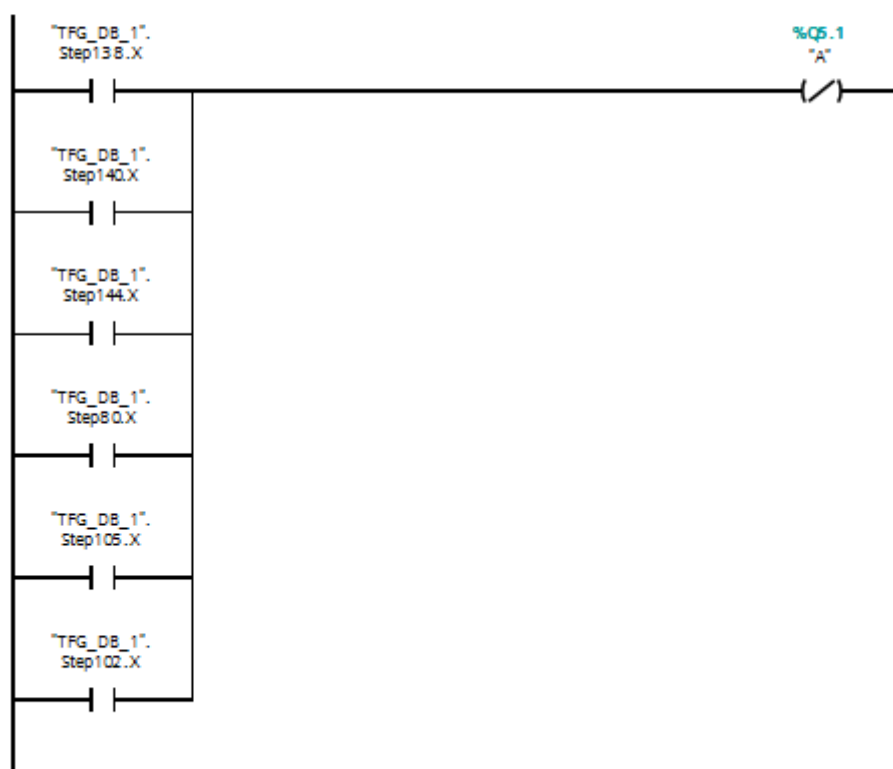 "TFG_DB_1".
Step138.X
%Q5.1
"A"
"TFG_DB_1".
Step140.X
"TFG_DB_1".
Step144.X
"TFG_DB_1".
Step80.X
"TFG_DB_1".
Step105.X
"TFG_DB_1".
Step102.X